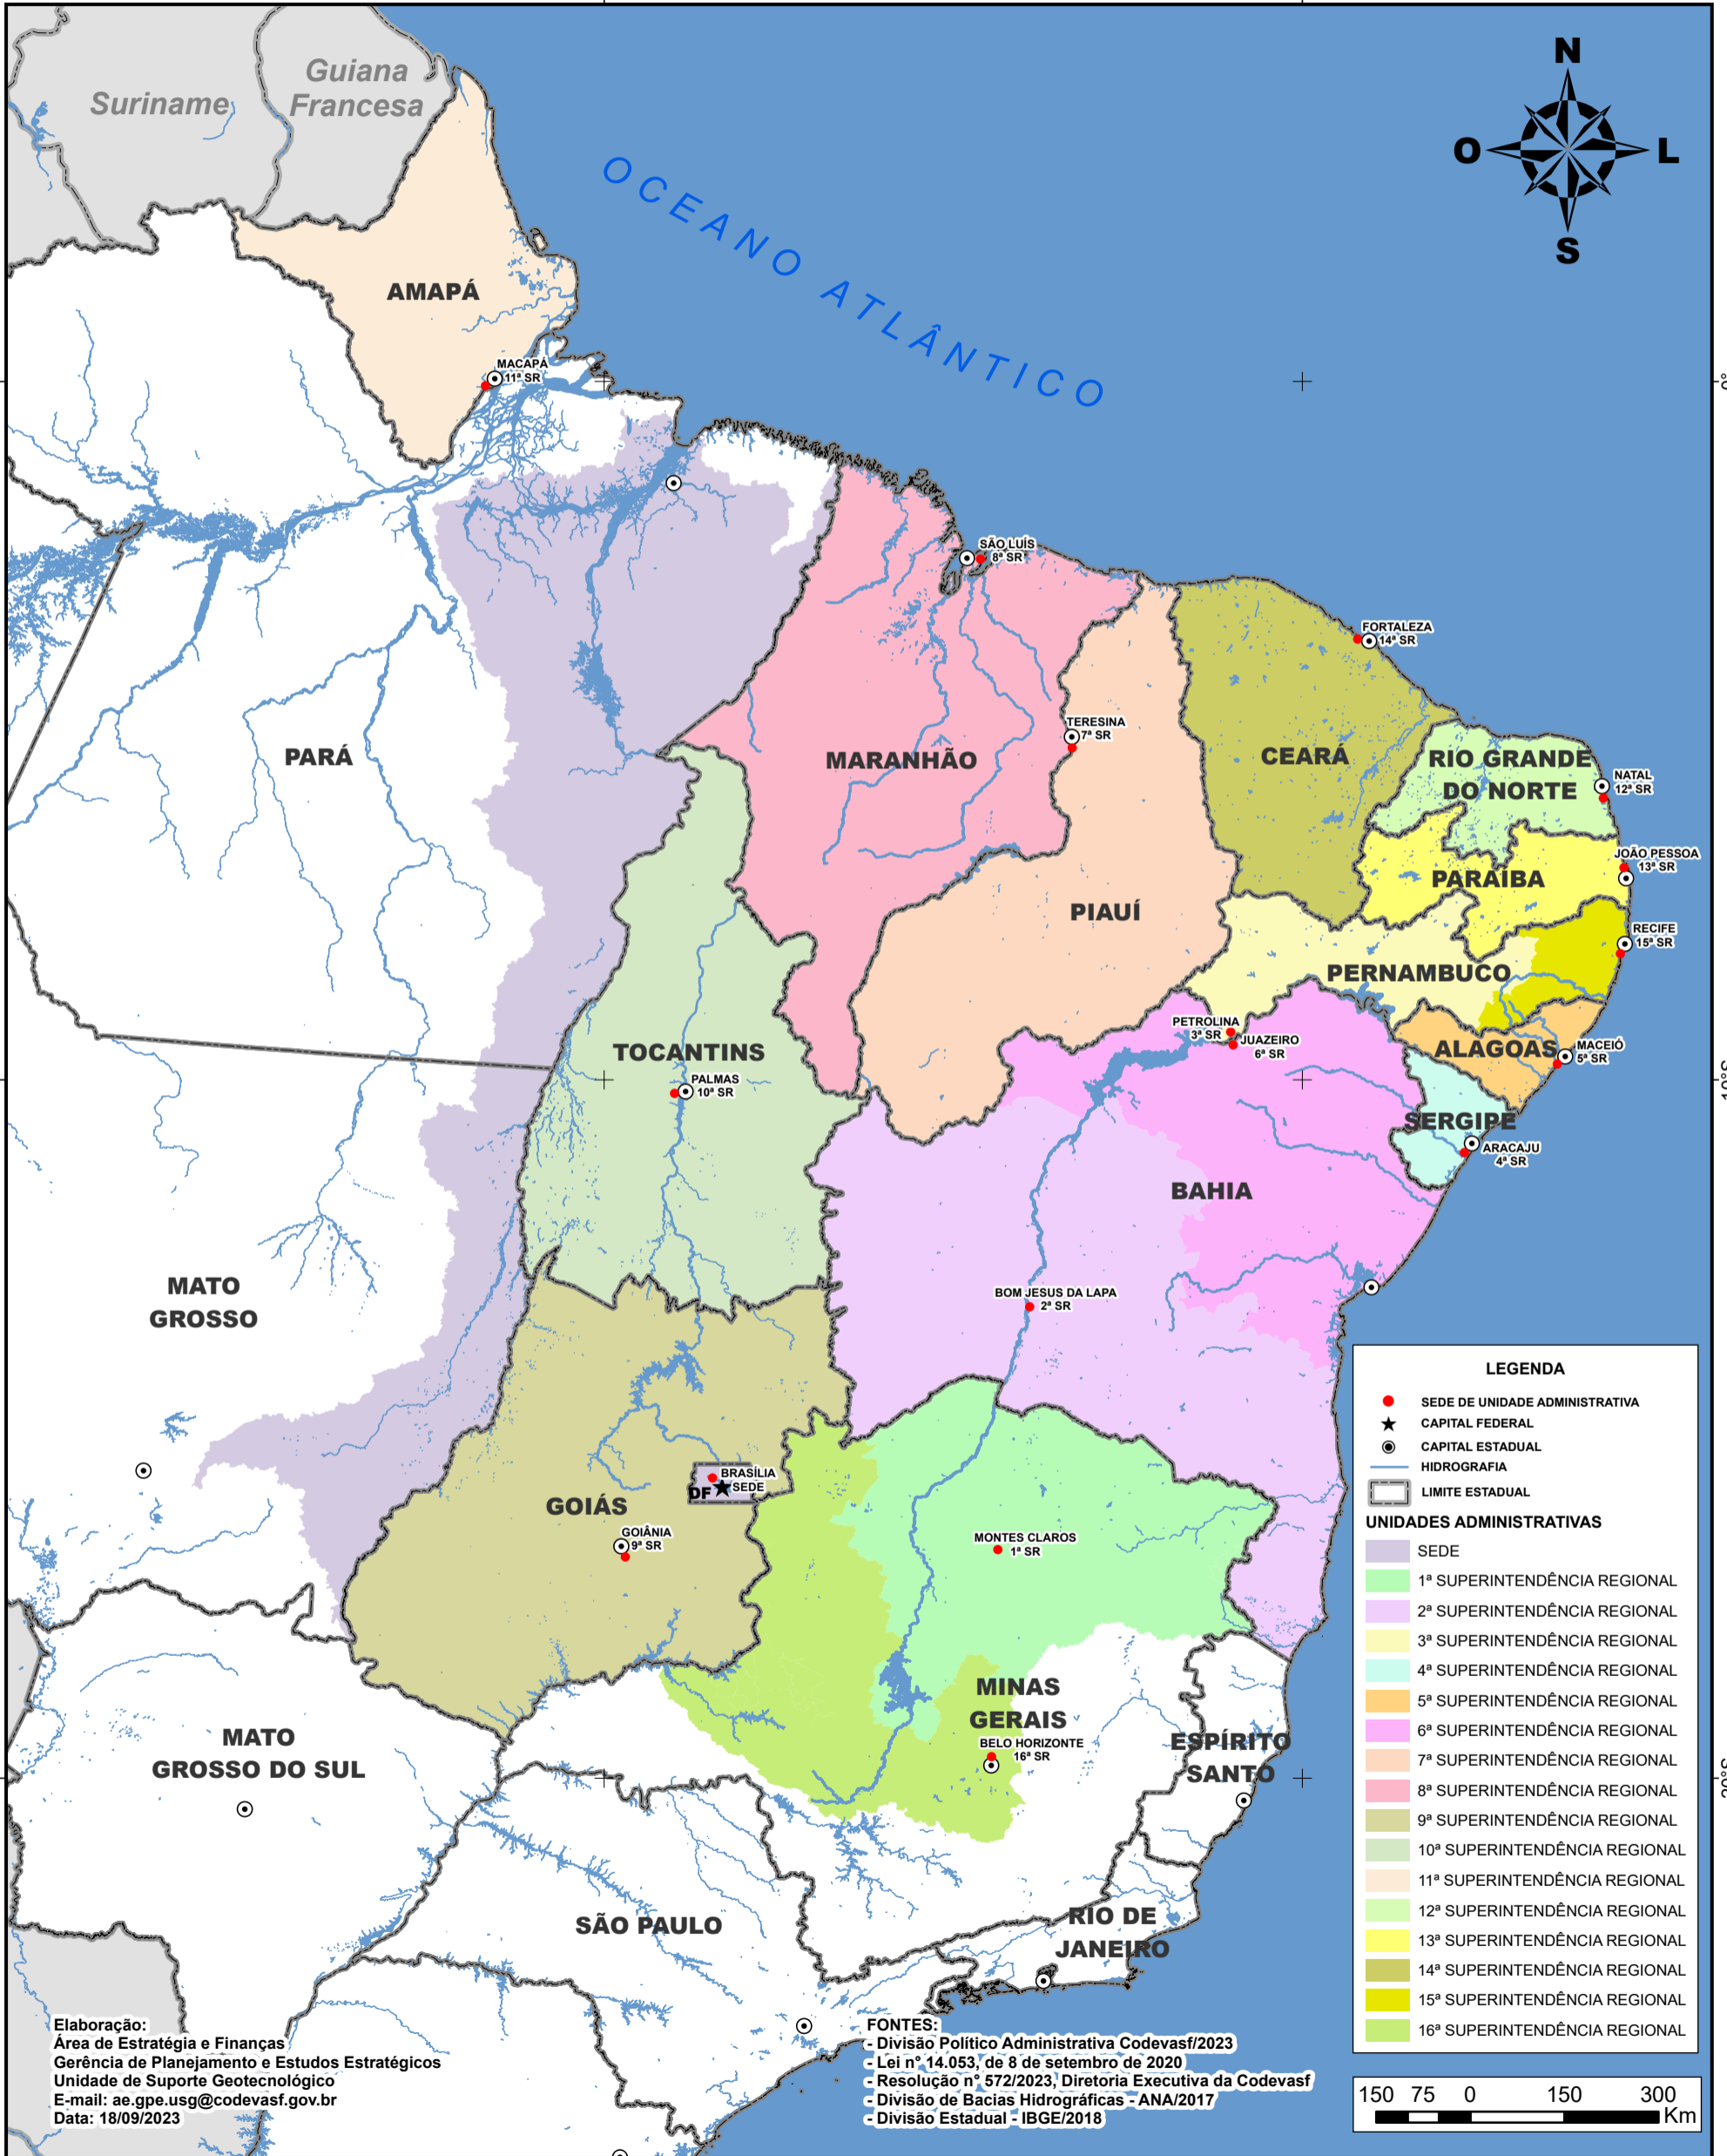 Suriname
Guiana
Francesa
N
O
L
S
OCEANO ATLÂNTICO
AMAPÁ
MACAPÁ
11ª SR
0°
SÃO LUÍS
8ª SR
FORTALEZA
14ª SR
TERESINA
7ª SR
PARÁ
MARANHÃO
CEARÁ
RIO GRANDE
DO NORTE
NATAL
12ª SR
JOÃO PESSOA
13ª SR
PARAÍBA
PIAUÍ
RECIFE
15ª SR
PERNAMBUCO
PETROLINA
3ª SR
JUAZEIRO
6ª SR
TOCANTINS
ALAGOAS
MACEIÓ
5ª SR
PALMAS
10ª SR
SERGIPE
ARACAJU
4ª SR
BAHIA
MATO
GROSSO
BOM JESUS DA LAPA
2ª SR
BRASÍLIA
SEDE
DF
GOIÁS
GOIÂNIA
9ª SR
MONTES CLAROS
1ª SR
MINAS
GERAIS
BELO HORIZONTE
16ª SR
ESPÍRITO
SANTO
MATO
GROSSO DO SUL
SÃO PAULO
RIO DE
JANEIRO
LEGENDA
SEDE DE UNIDADE ADMINISTRATIVA
CAPITAL FEDERAL
CAPITAL ESTADUAL
HIDROGRAFIA
LIMITE ESTADUAL
UNIDADES ADMINISTRATIVAS
SEDE
1ª SUPERINTENDÊNCIA REGIONAL
2ª SUPERINTENDÊNCIA REGIONAL
3ª SUPERINTENDÊNCIA REGIONAL
4ª SUPERINTENDÊNCIA REGIONAL
5ª SUPERINTENDÊNCIA REGIONAL
6ª SUPERINTENDÊNCIA REGIONAL
7ª SUPERINTENDÊNCIA REGIONAL
8ª SUPERINTENDÊNCIA REGIONAL
9ª SUPERINTENDÊNCIA REGIONAL
10ª SUPERINTENDÊNCIA REGIONAL
11ª SUPERINTENDÊNCIA REGIONAL
12ª SUPERINTENDÊNCIA REGIONAL
13ª SUPERINTENDÊNCIA REGIONAL
14ª SUPERINTENDÊNCIA REGIONAL
15ª SUPERINTENDÊNCIA REGIONAL
16ª SUPERINTENDÊNCIA REGIONAL
150 75 0 150 300
Km
Elaboração:
Área de Estratégia e Finanças
Gerência de Planejamento e Estudos Estratégicos
Unidade de Suporte Geotecnológico
E-mail: ae.gpe.usg@codevasf.gov.br
Data: 18/09/2023
FONTES:
- Divisão Político Administrativa Codevasf/2023
- Lei nº 14.053, de 8 de setembro de 2020
- Resolução nº 572/2023, Diretoria Executiva da Codevasf
- Divisão de Bacias Hidrográficas - ANA/2017
- Divisão Estadual - IBGE/2018